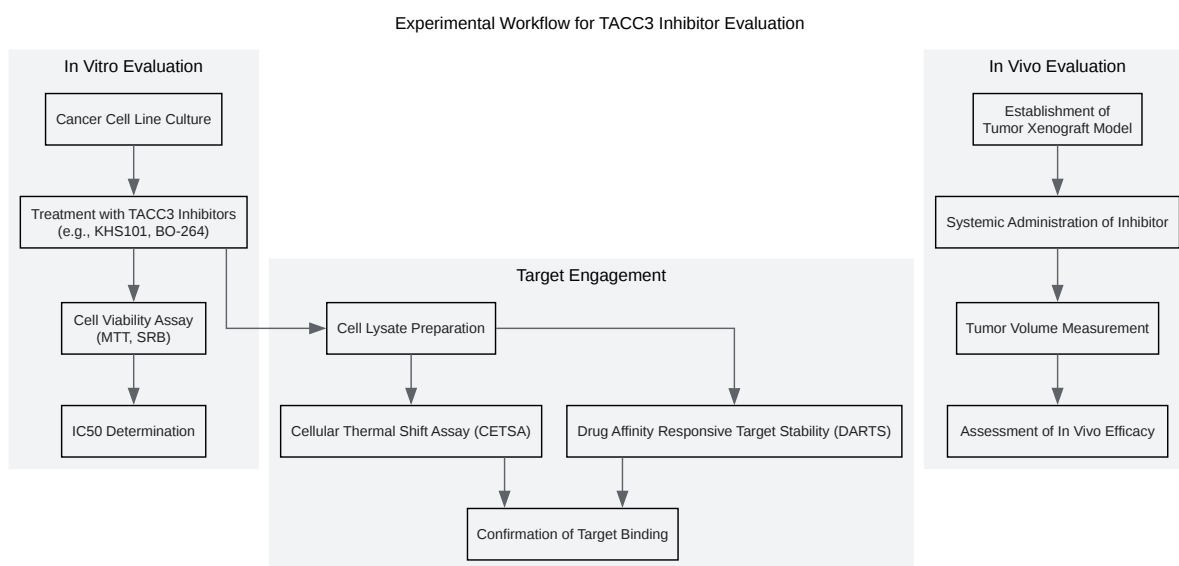 Experimental Workflow for TACC3 Inhibitor Evaluation
In Vitro Evaluation
Cancer Cell Line Culture
Treatment with TACC3 Inhibitors
(e.g., KHS101, BO-264)
Cell Viability Assay
(MTT, SRB)
IC50 Determination
Target Engagement
Cell Lysate Preparation
Cellular Thermal Shift Assay (CETSA)
Drug Affinity Responsive Target Stability (DARTS)
Confirmation of Target Binding
In Vivo Evaluation
Establishment of
Tumor Xenograft Model
Systemic Administration of Inhibitor
Tumor Volume Measurement
Assessment of In Vivo Efficacy